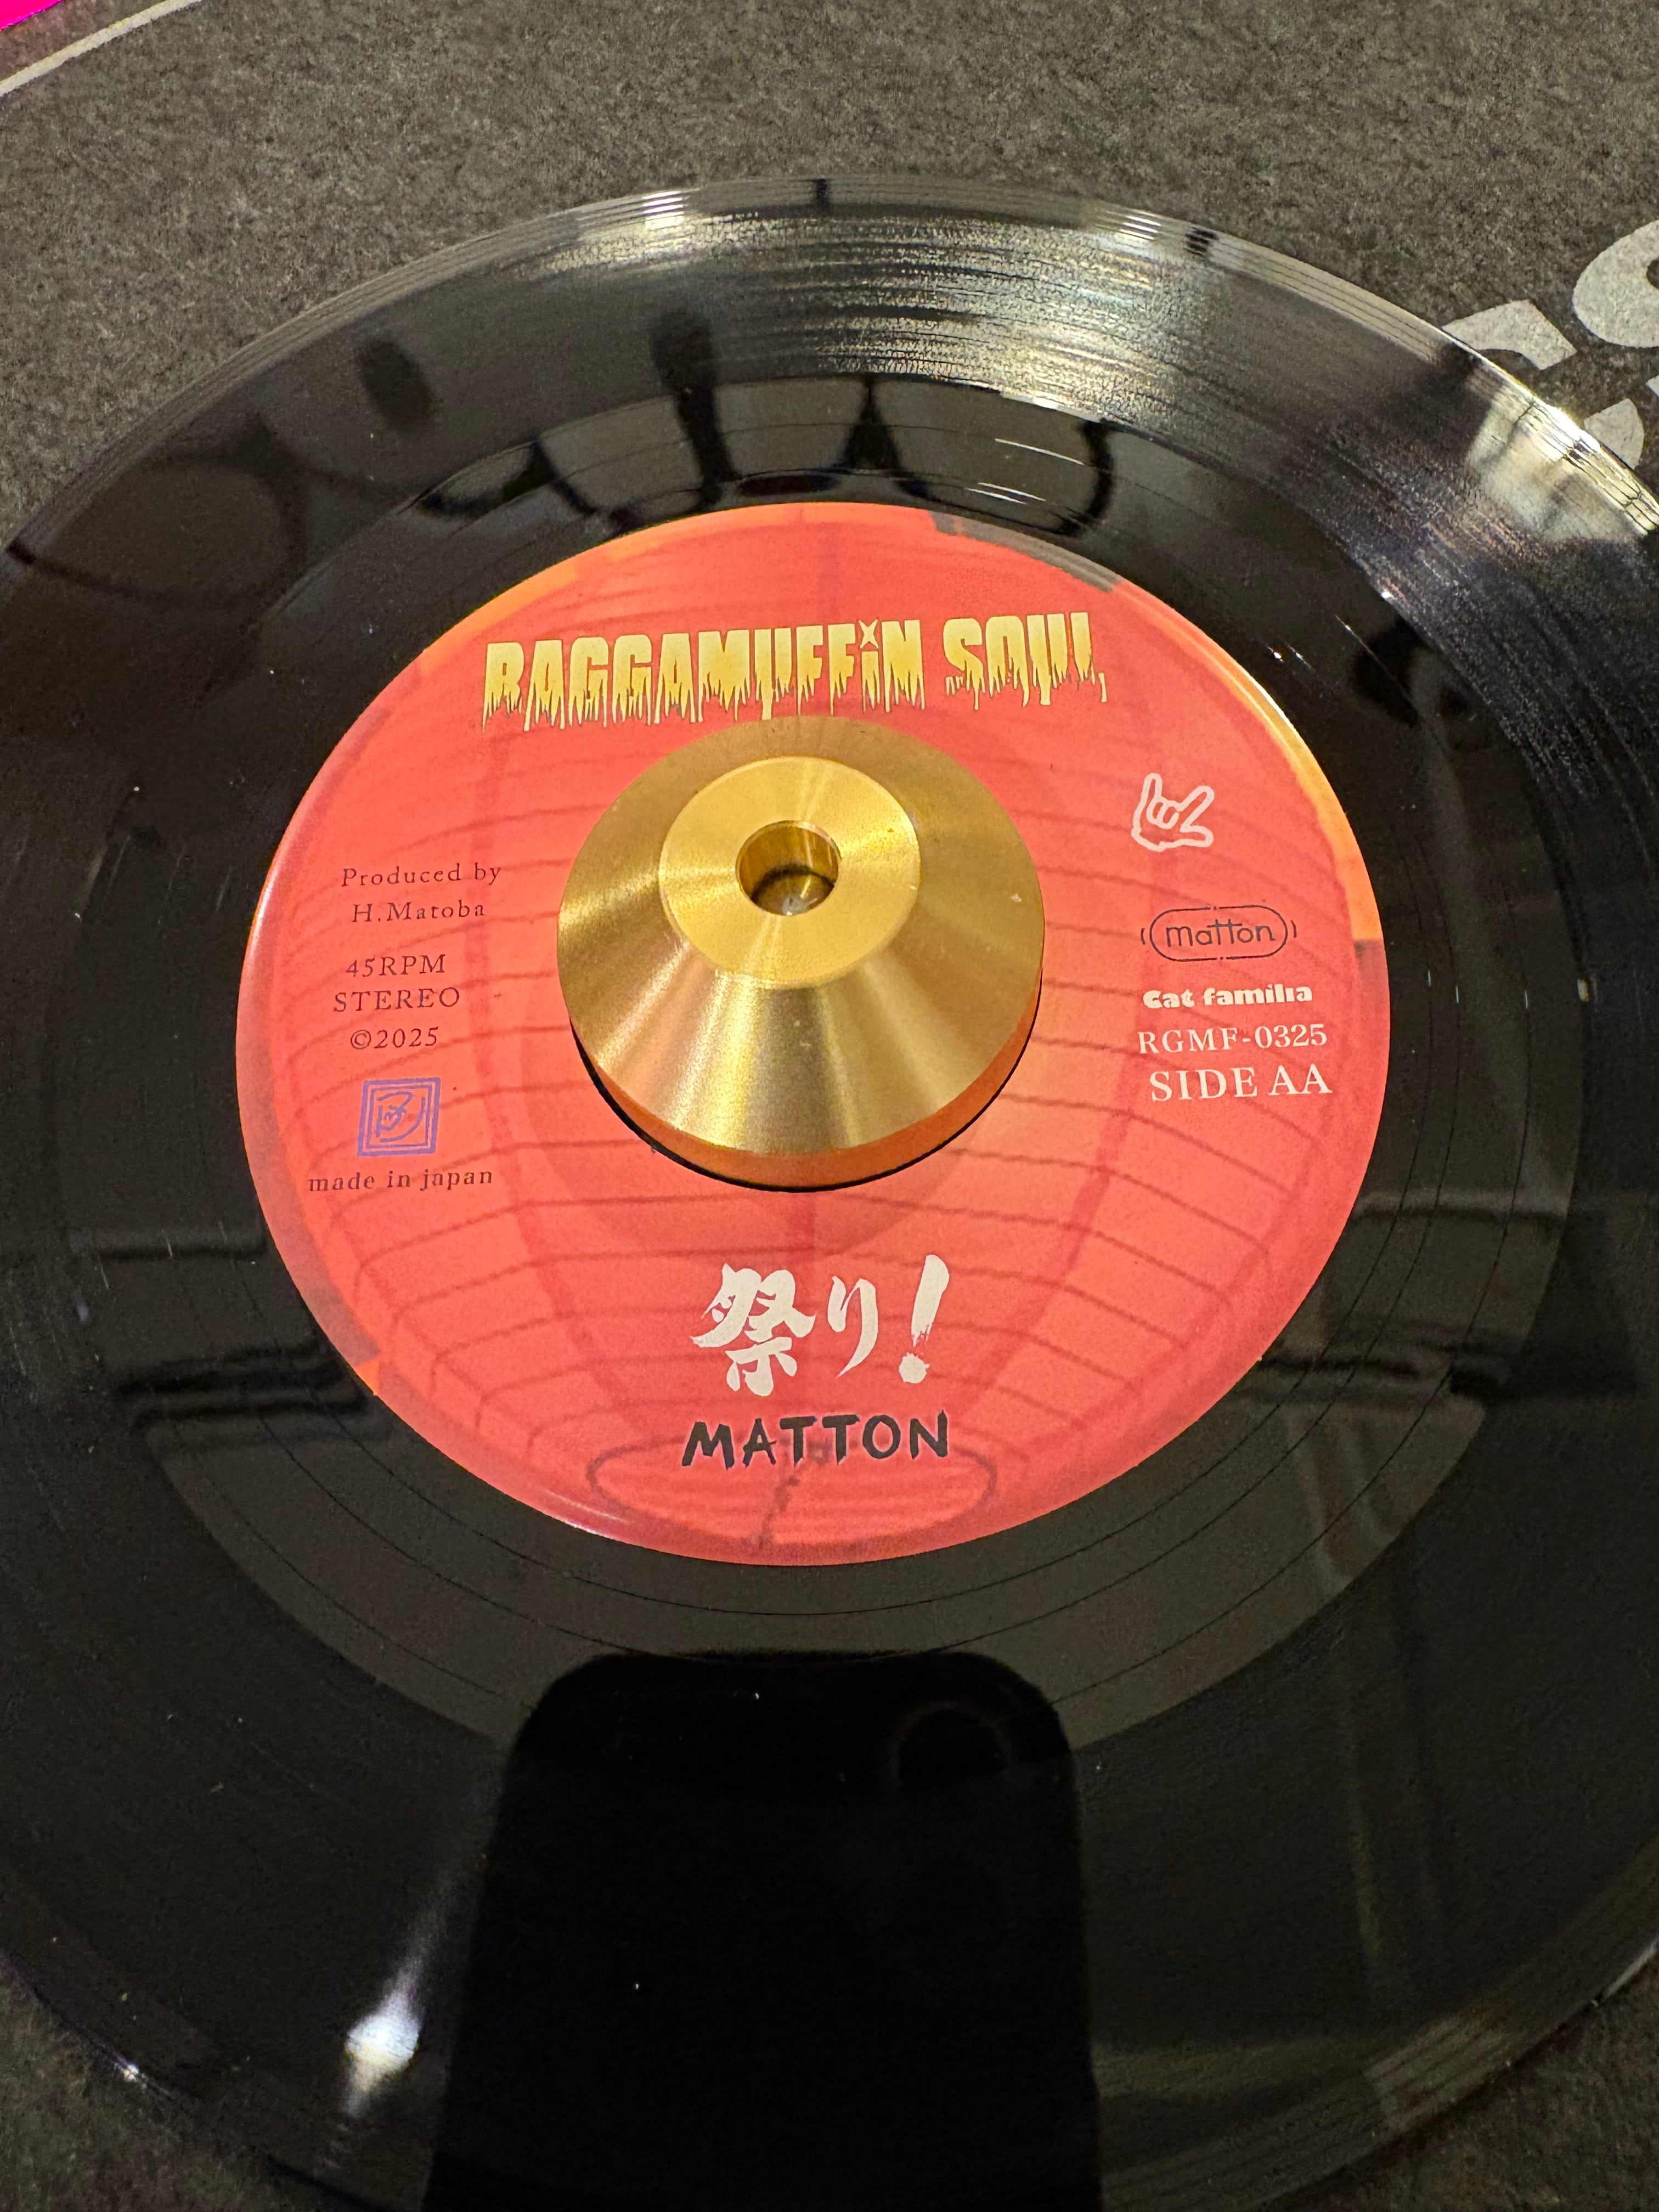 RAGGAMUFFiN SOUL
Produced by
H.Matoba
45RPM
STEREO
©2025
made in japan
matton
Cat familia
RGMF-0325
SIDE AA
祭り!
MATTON